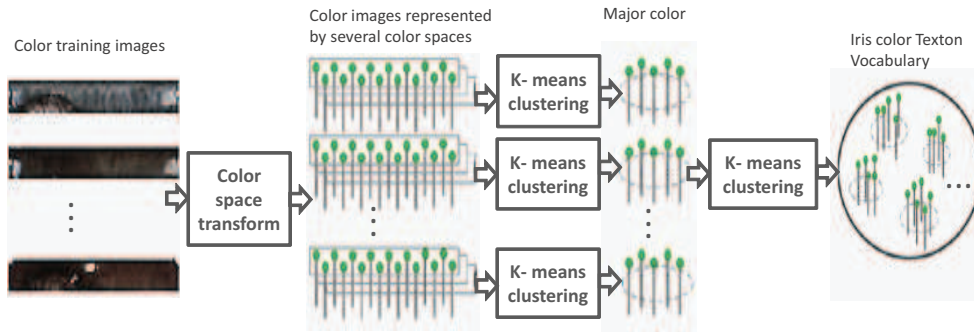 Color training images
Color images represented
by several color spaces
Major color
Iris color Texton
Vocabulary
Color
space
transform
K- means
clustering
K- means
clustering
K- means
clustering
K- means
clustering